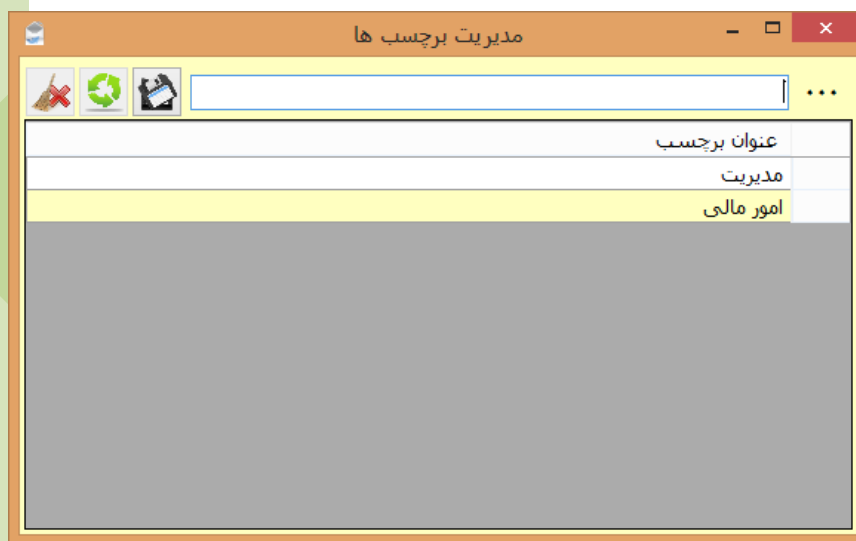 مدیریت برچسب ها
...
عنوان برچسب
مدیریت
امور مالی